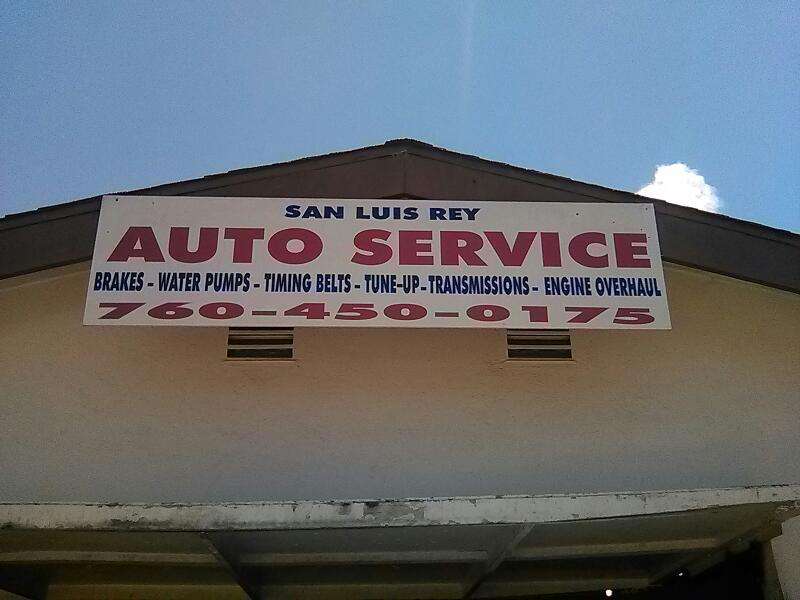 SAN LUIS REY
AUTO SERVICE
BRAKES - WATER PUMPS - TIMING BELTS - TUNE-UP - TRANSMISSIONS - ENGINE OVERHAUL
760-450-0175